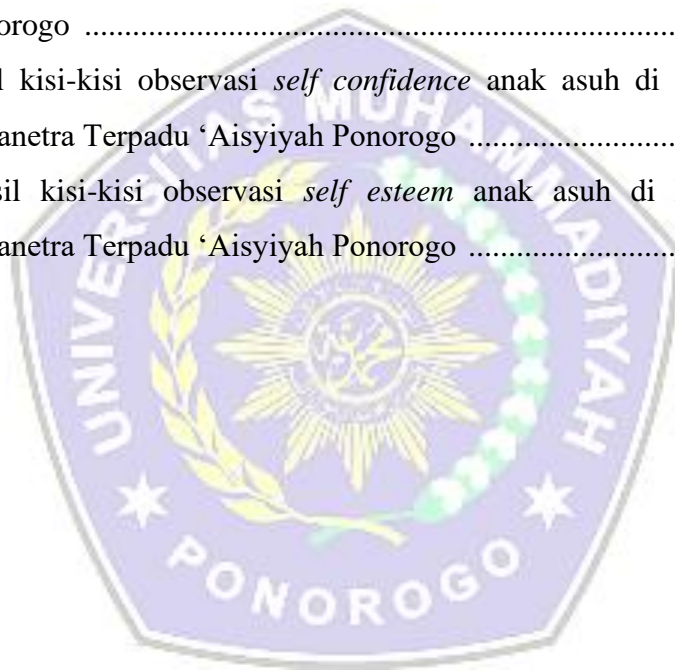 orogo ....................................................................
l kisi-kisi observasi self confidence anak asuh di
anetra Terpadu ‘Aisyiyah Ponorogo ........................
sil kisi-kisi observasi self esteem anak asuh di
anetra Terpadu ‘Aisyiyah Ponorogo ........................
UNIVERSITAS MUHAMMADIYAH
PONOROGO